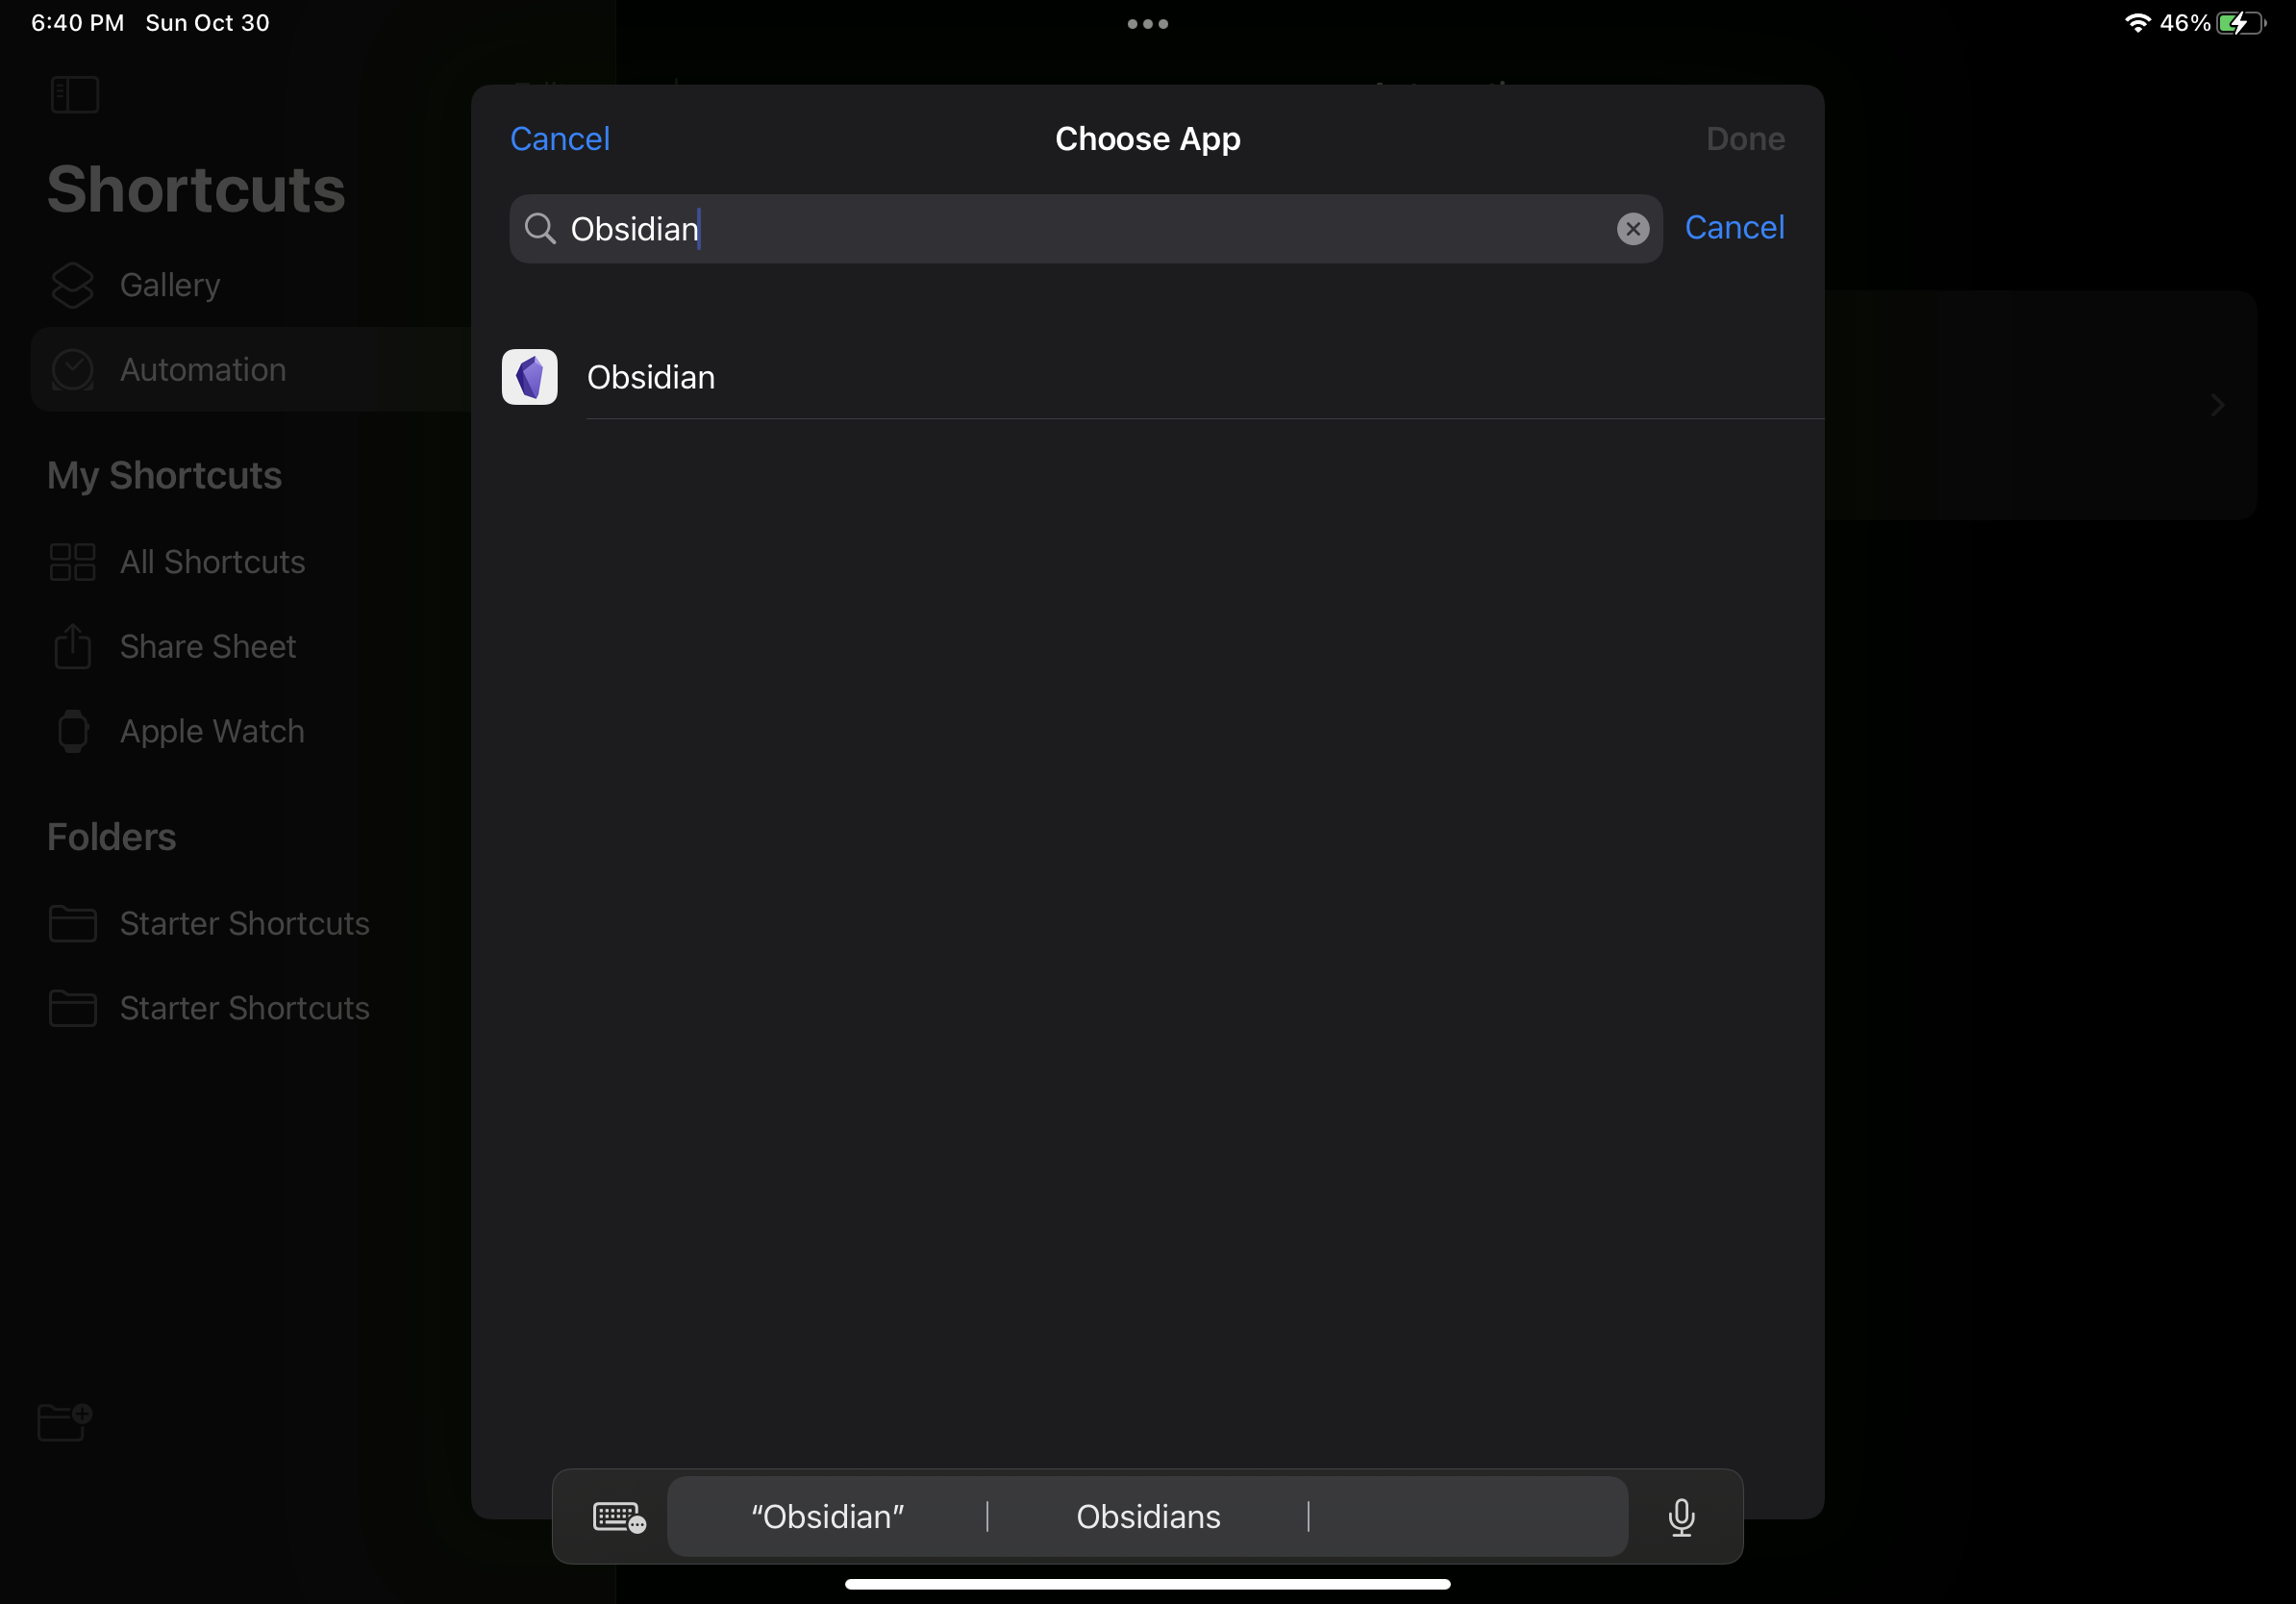 6:40 PM Sun Oct 30
46%
Cancel Choose App Done
Obsidian Cancel
Obsidian
Shortcuts
Gallery
Automation
My Shortcuts
All Shortcuts
Share Sheet
Apple Watch
Folders
Starter Shortcuts
Starter Shortcuts
“Obsidian” Obsidians